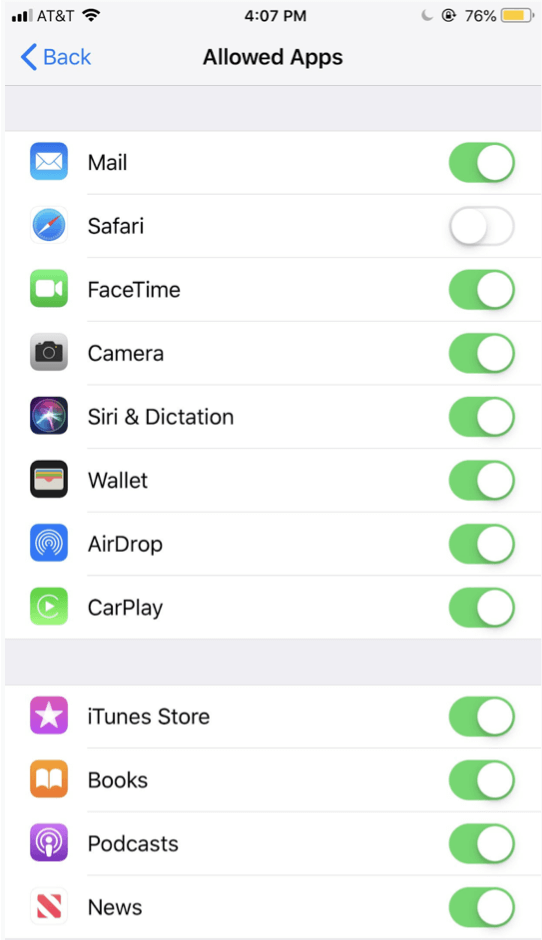 AT&T 4:07 PM 76%
Back Allowed Apps
Mail
Safari
FaceTime
Camera
Siri & Dictation
Wallet
AirDrop
CarPlay
iTunes Store
Books
Podcasts
News